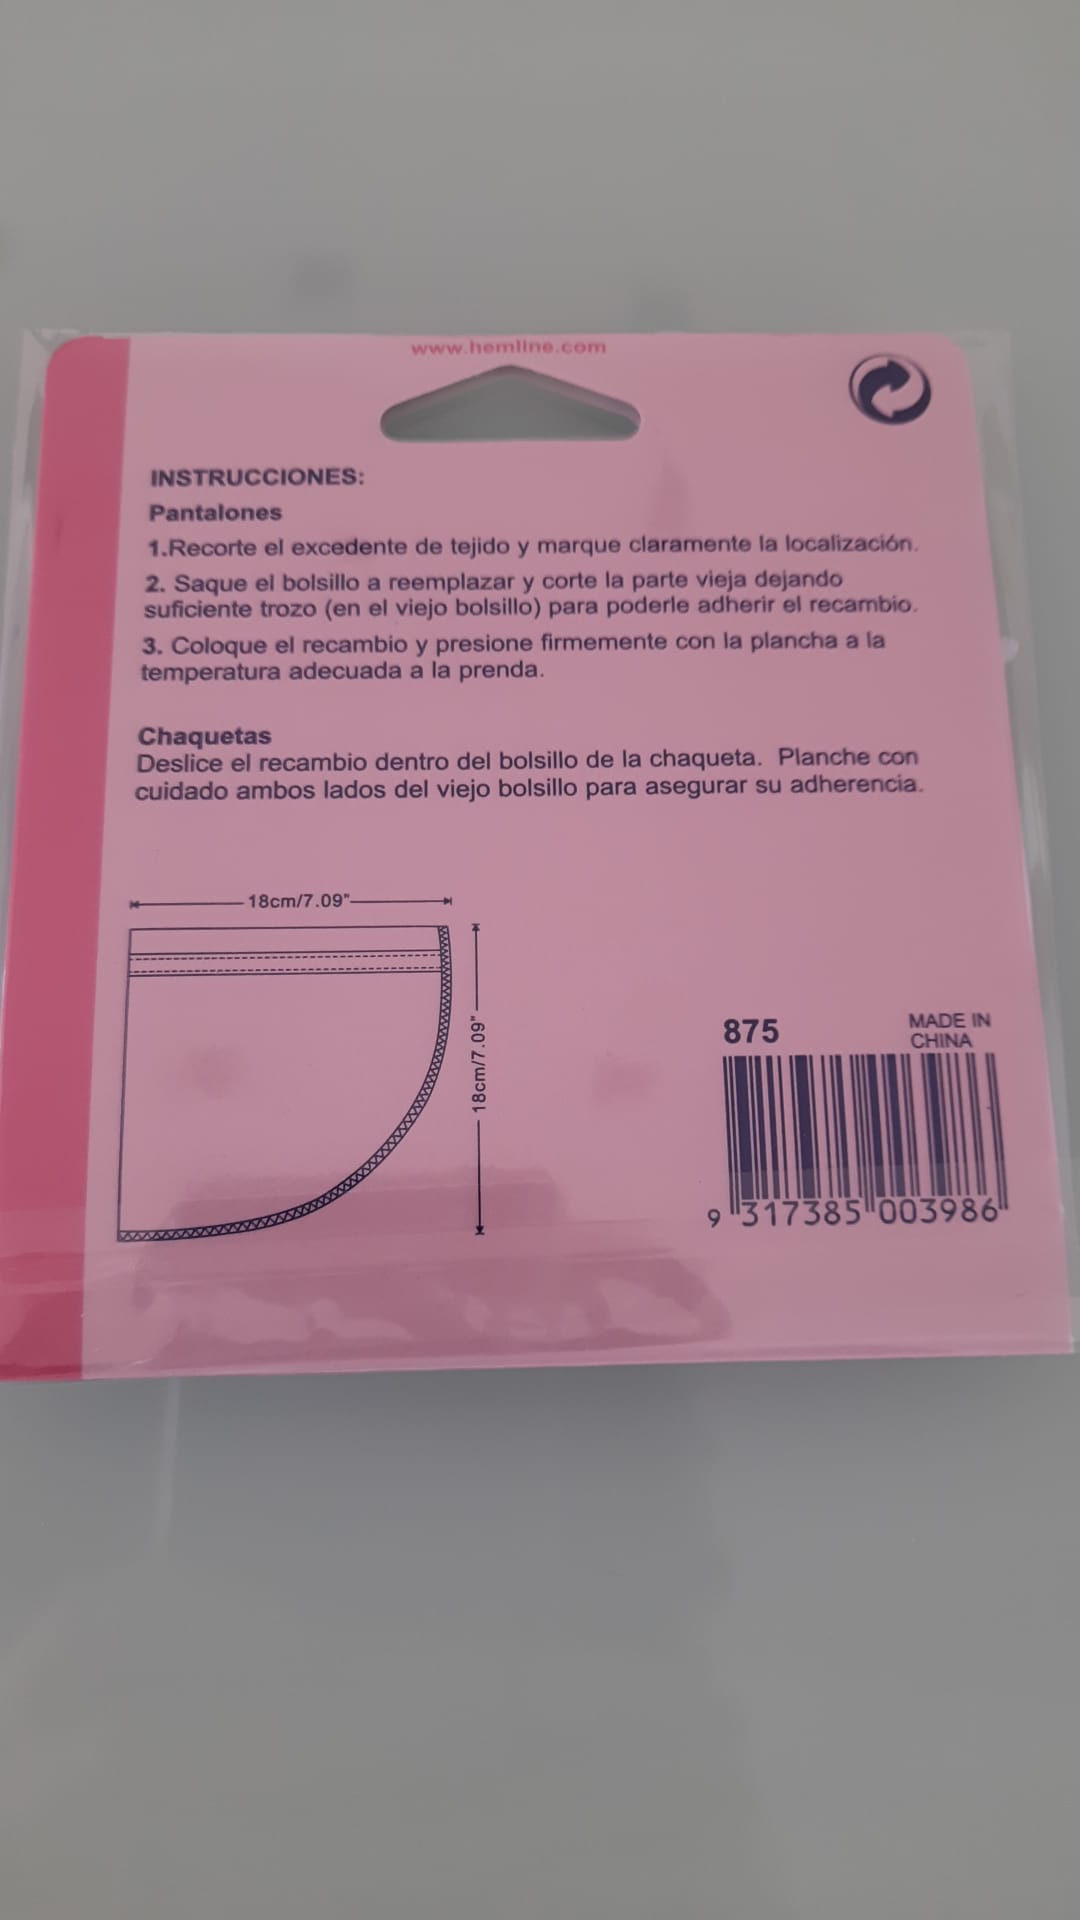 www.hemline.com
INSTRUCCIONES:
Pantalones
1.Recorte el excedente de tejido y marque claramente la localización.
2. Saque el bolsillo a reemplazar y corte la parte vieja dejando
suficiente trozo (en el viejo bolsillo) para poderle adherir el recambio.
3. Coloque el recambio y presione firmemente con la plancha a la
temperatura adecuada a la prenda.
Chaquetas
Deslice el recambio dentro del bolsillo de la chaqueta. Planche con
cuidado ambos lados del viejo bolsillo para asegurar su adherencia.
18cm/7.09"
18cm/7.09"
875
MADE IN
CHINA
9 317385 003986